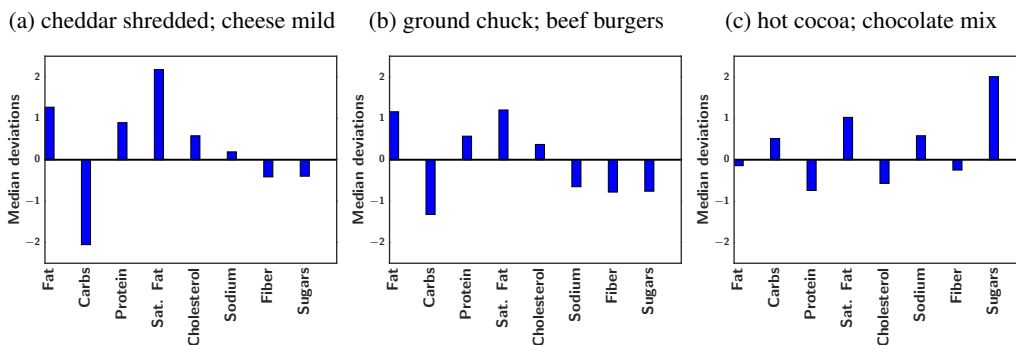 (a) cheddar shredded; cheese mild
(b) ground chuck; beef burgers
(c) hot cocoa; chocolate mix
Median deviations
2
1
0
−1
−2
Fat
Carbs
Protein
Sat. Fat
Cholesterol
Sodium
Fiber
Sugars
Median deviations
2
1
0
−1
−2
Fat
Carbs
Protein
Sat. Fat
Cholesterol
Sodium
Fiber
Sugars
Median deviations
2
1
0
−1
−2
Fat
Carbs
Protein
Sat. Fat
Cholesterol
Sodium
Fiber
Sugars